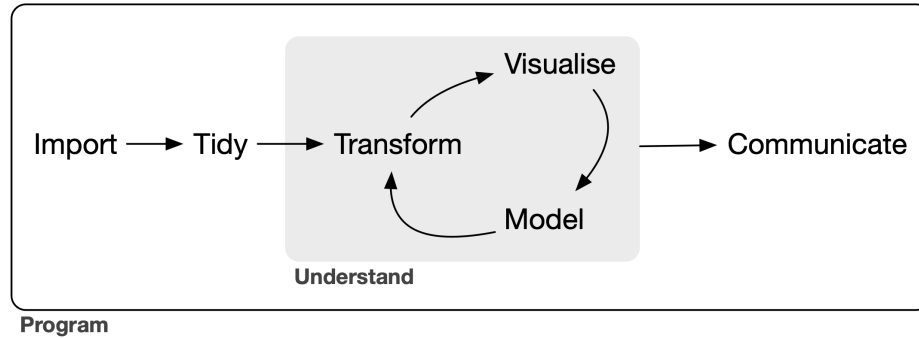 Visualise
Import Tidy Transform Communicate
Model
Understand
Program